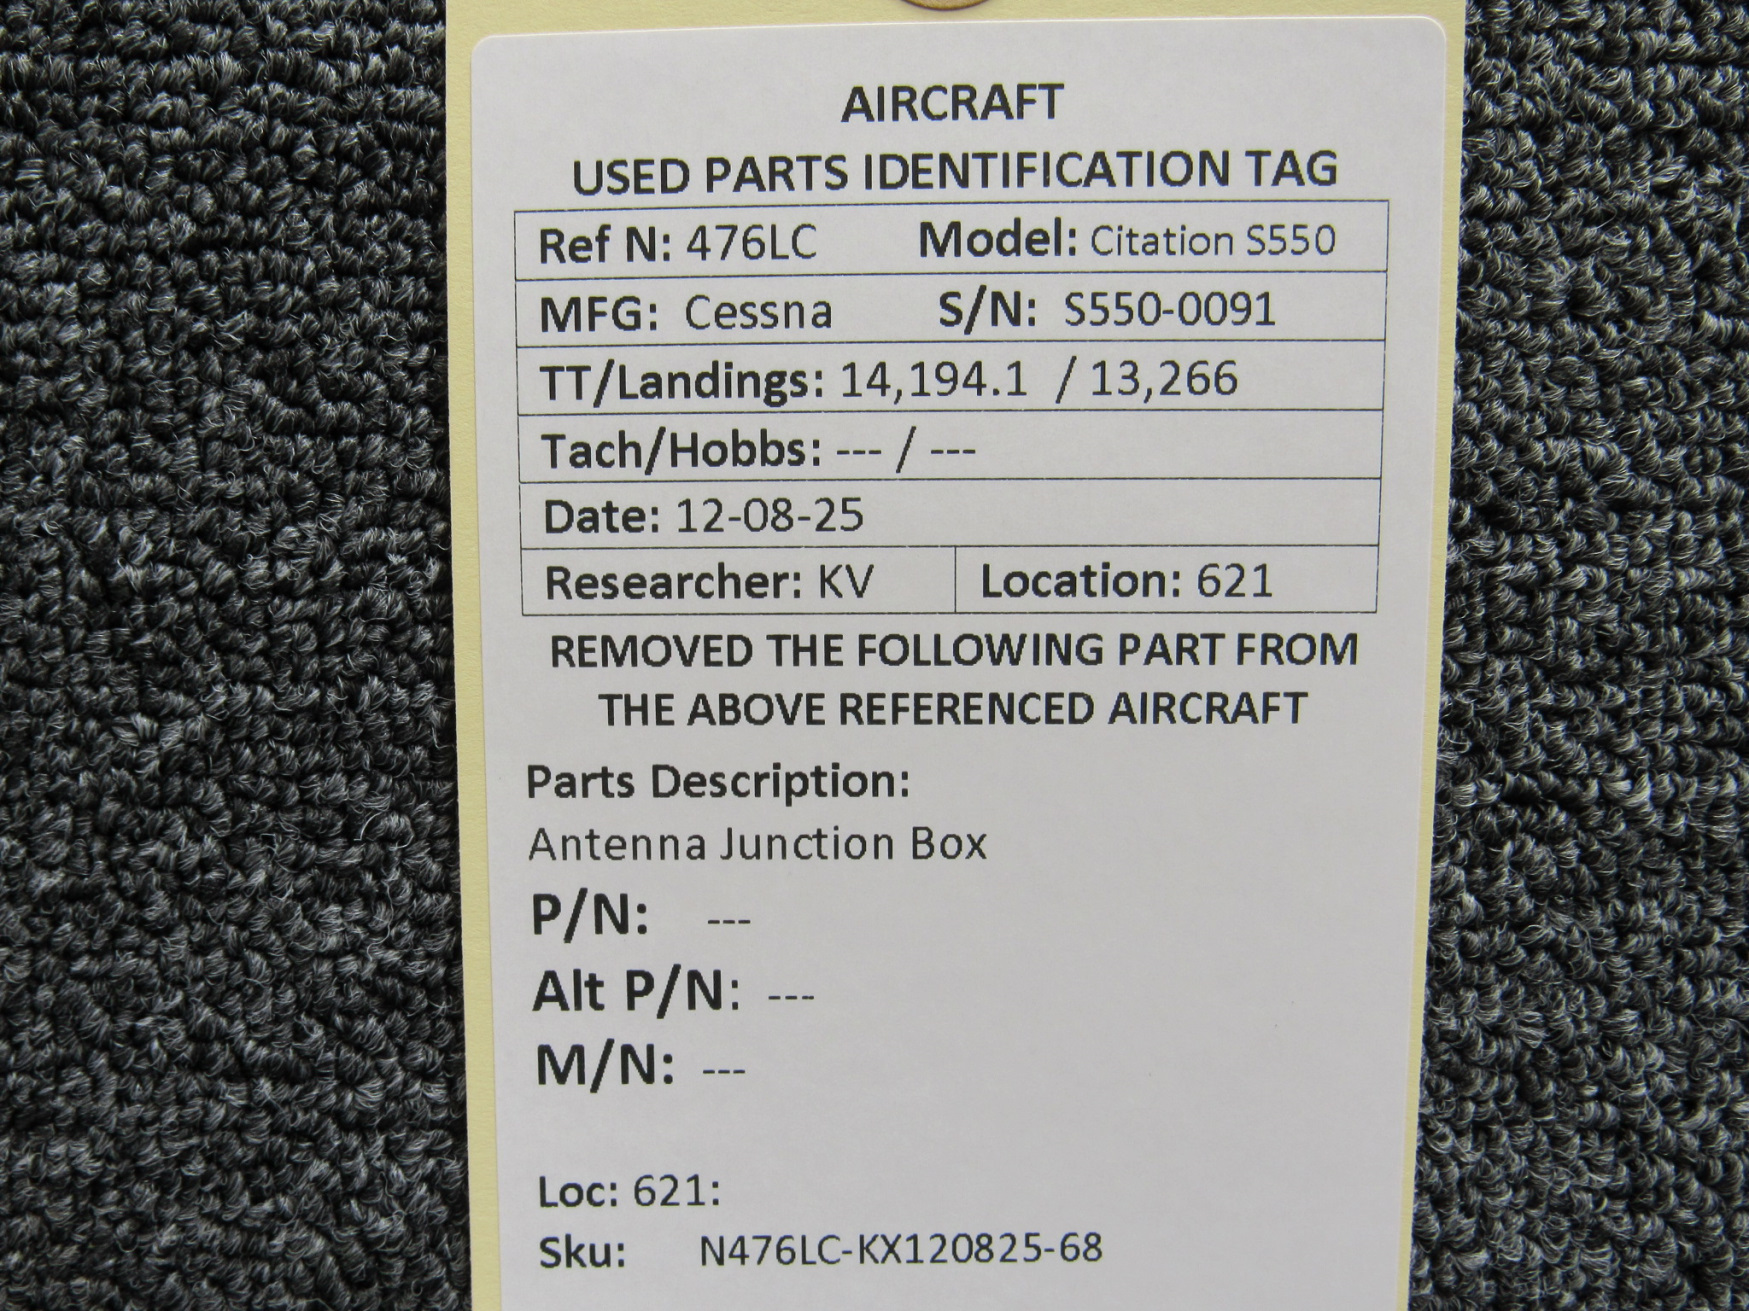 AIRCRAFT
USED PARTS IDENTIFICATION TAG
Ref N: 476LC Model: Citation S550
MFG: Cessna S/N: S550-0091
TT/Landings: 14,194.1 / 13,266
Tach/Hobbs: --- / ---
Date: 12-08-25
Researcher: KV Location: 621
REMOVED THE FOLLOWING PART FROM
THE ABOVE REFERENCED AIRCRAFT
Parts Description:
Antenna Junction Box
P/N: ---
Alt P/N: ---
M/N: ---
Loc: 621:
Sku: N476LC-KX120825-68